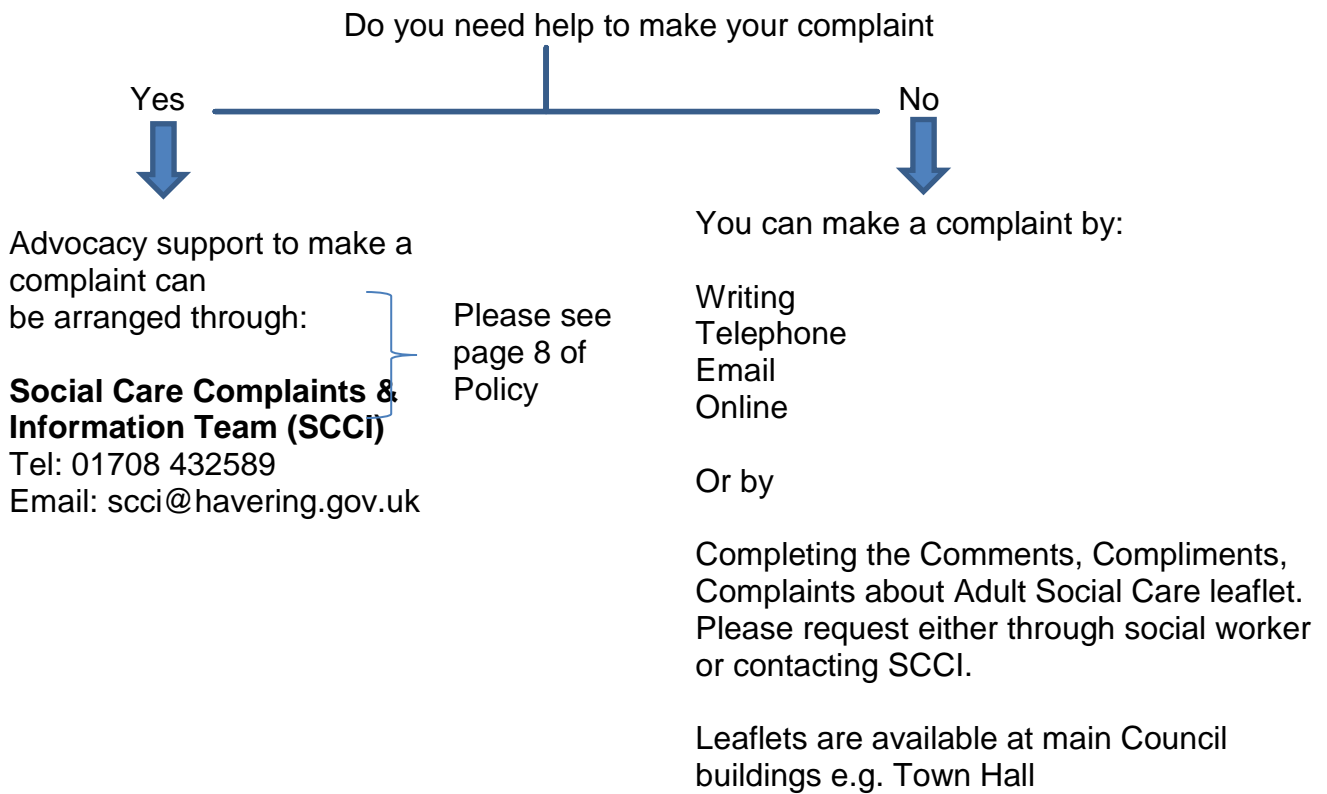 Do you need help to make your complaint
Yes
No
Advocacy support to make a
complaint can
be arranged through:
Social Care Complaints &
Information Team (SCCI)
Tel: 01708 432589
Email: scci@havering.gov.uk
Please see
page 8 of
Policy
You can make a complaint by:
Writing
Telephone
Email
Online
Or by
Completing the Comments, Compliments,
Complaints about Adult Social Care leaflet.
Please request either through social worker
or contacting SCCI.
Leaflets are available at main Council
buildings e.g. Town Hall